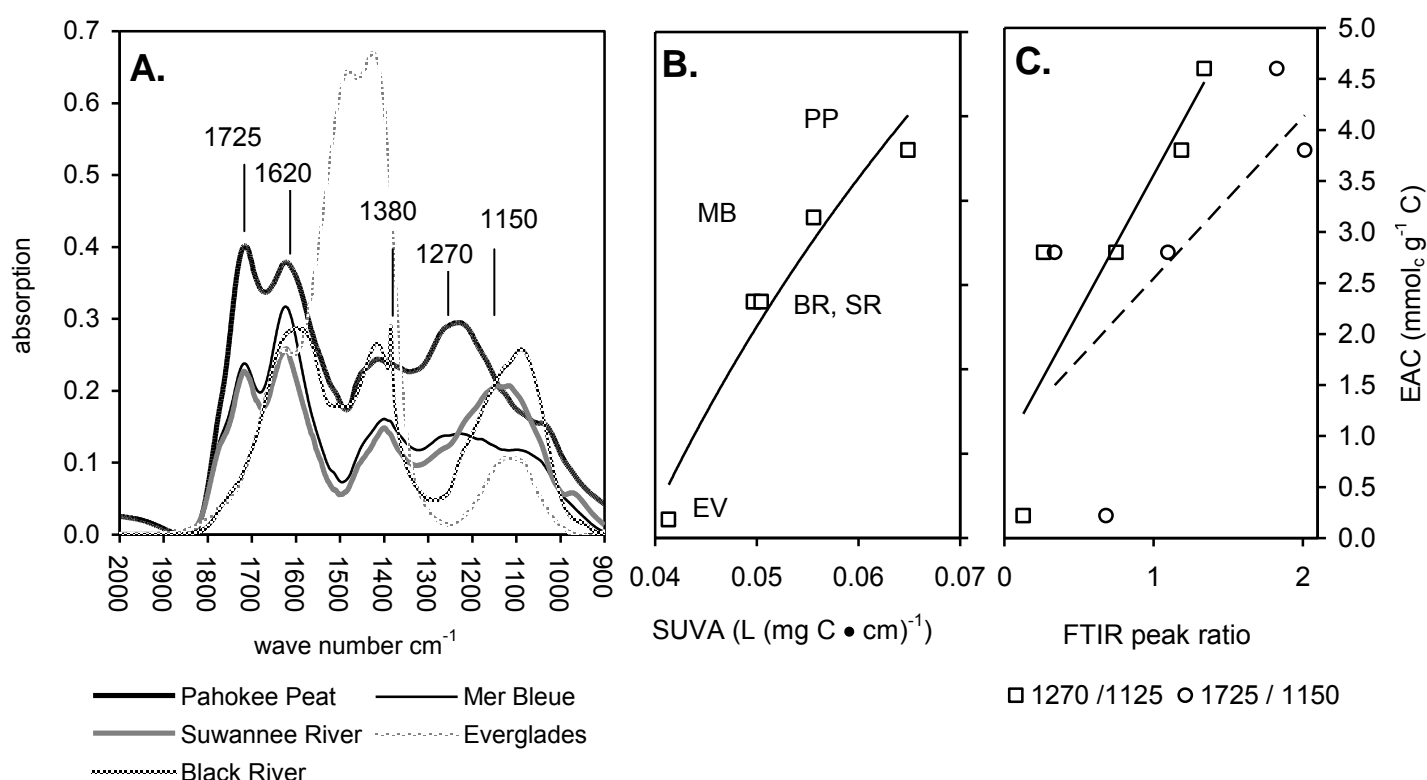 A.
0.7
0.6
0.5
0.4
0.3
0.2
0.1
0.0
absorption
1725
1620
1380
1270
1150
2000
1900
1800
1700
1600
1500
1400
1300
1200
1100
1000
900
wave number cm⁻¹
Pahokee Peat
Mer Bleue
Suwannee River
Everglades
Black River
B.
PP
MB
BR, SR
EV
0.04
0.05
0.06
0.07
SUVA (L (mg C • cm)⁻¹)
C.
5.0
4.5
4.0
3.5
3.0
2.5
2.0
1.5
1.0
0.5
0.0
EAC (mmol꜀ g⁻¹ C)
0
1
2
FTIR peak ratio
1270 /1125
1725 / 1150